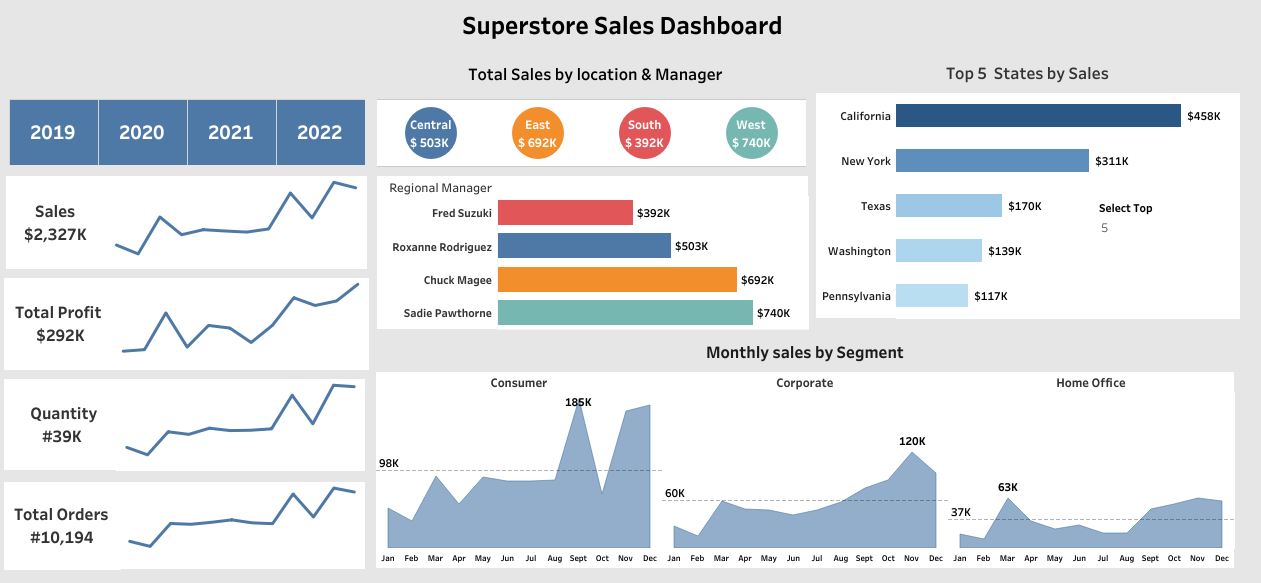 Superstore Sales Dashboard
Total Sales by location & Manager
Top 5 States by Sales
2019 2020 2021 2022
Central
$ 503K
East
$ 692K
South
$ 392K
West
$ 740K
Sales
$2,327K
Total Profit
$292K
Quantity
#39K
Total Orders
#10,194
Regional Manager
Fred Suzuki $392K
Roxanne Rodriguez $503K
Chuck Magee $692K
Sadie Pawthorne $740K
California $458K
New York $311K
Texas $170K
Washington $139K
Pennsylvania $117K
Select Top
5
Monthly sales by Segment
Consumer
185K
98K
Jan Feb Mar Apr May Jun Jul Aug Sept Oct Nov Dec
Corporate
120K
60K
Jan Feb Mar Apr May Jun Jul Aug Sept Oct Nov Dec
Home Office
63K
37K
Jan Feb Mar Apr May Jun Jul Aug Sept Oct Nov Dec